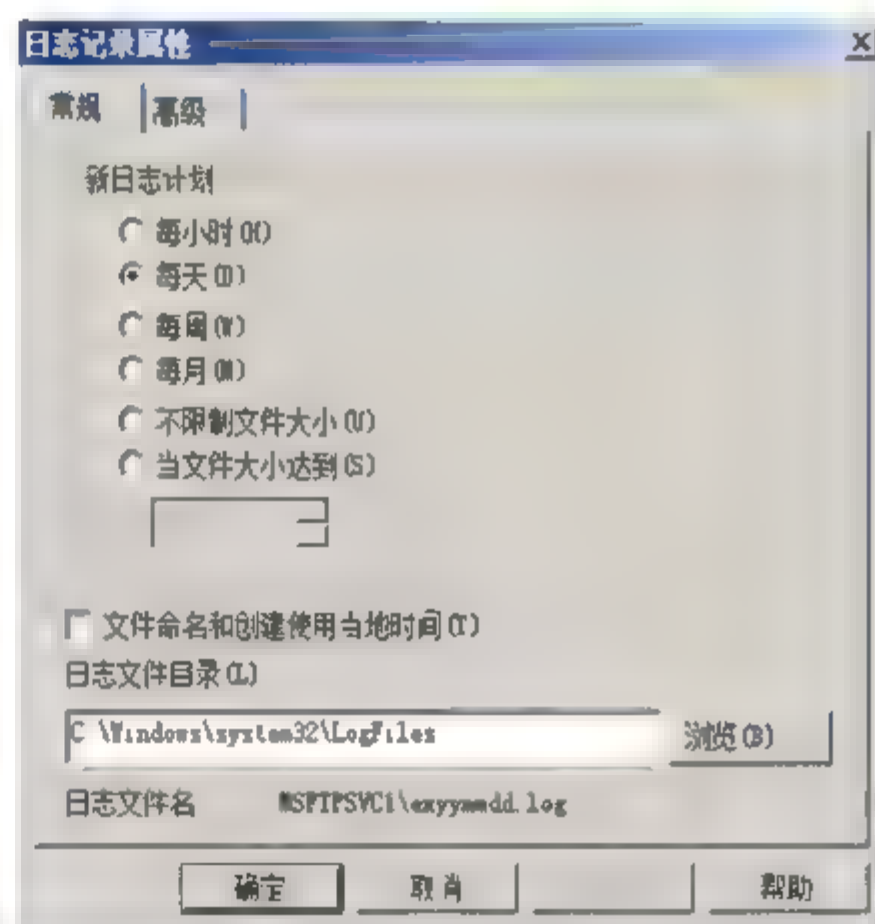 日志记录属性
常规 高级
新日志计划
每小时(H)
每天(D)
每周(W)
每月(M)
不限制文件大小(U)
当文件大小达到(S)
文件命名和创建使用当地时间(T)
日志文件目录(L)
C:\Windows\system32\LogFiles 浏览(B)
日志文件名 MSFTPSVC1\exyymmdd.log
确定 取消 帮助